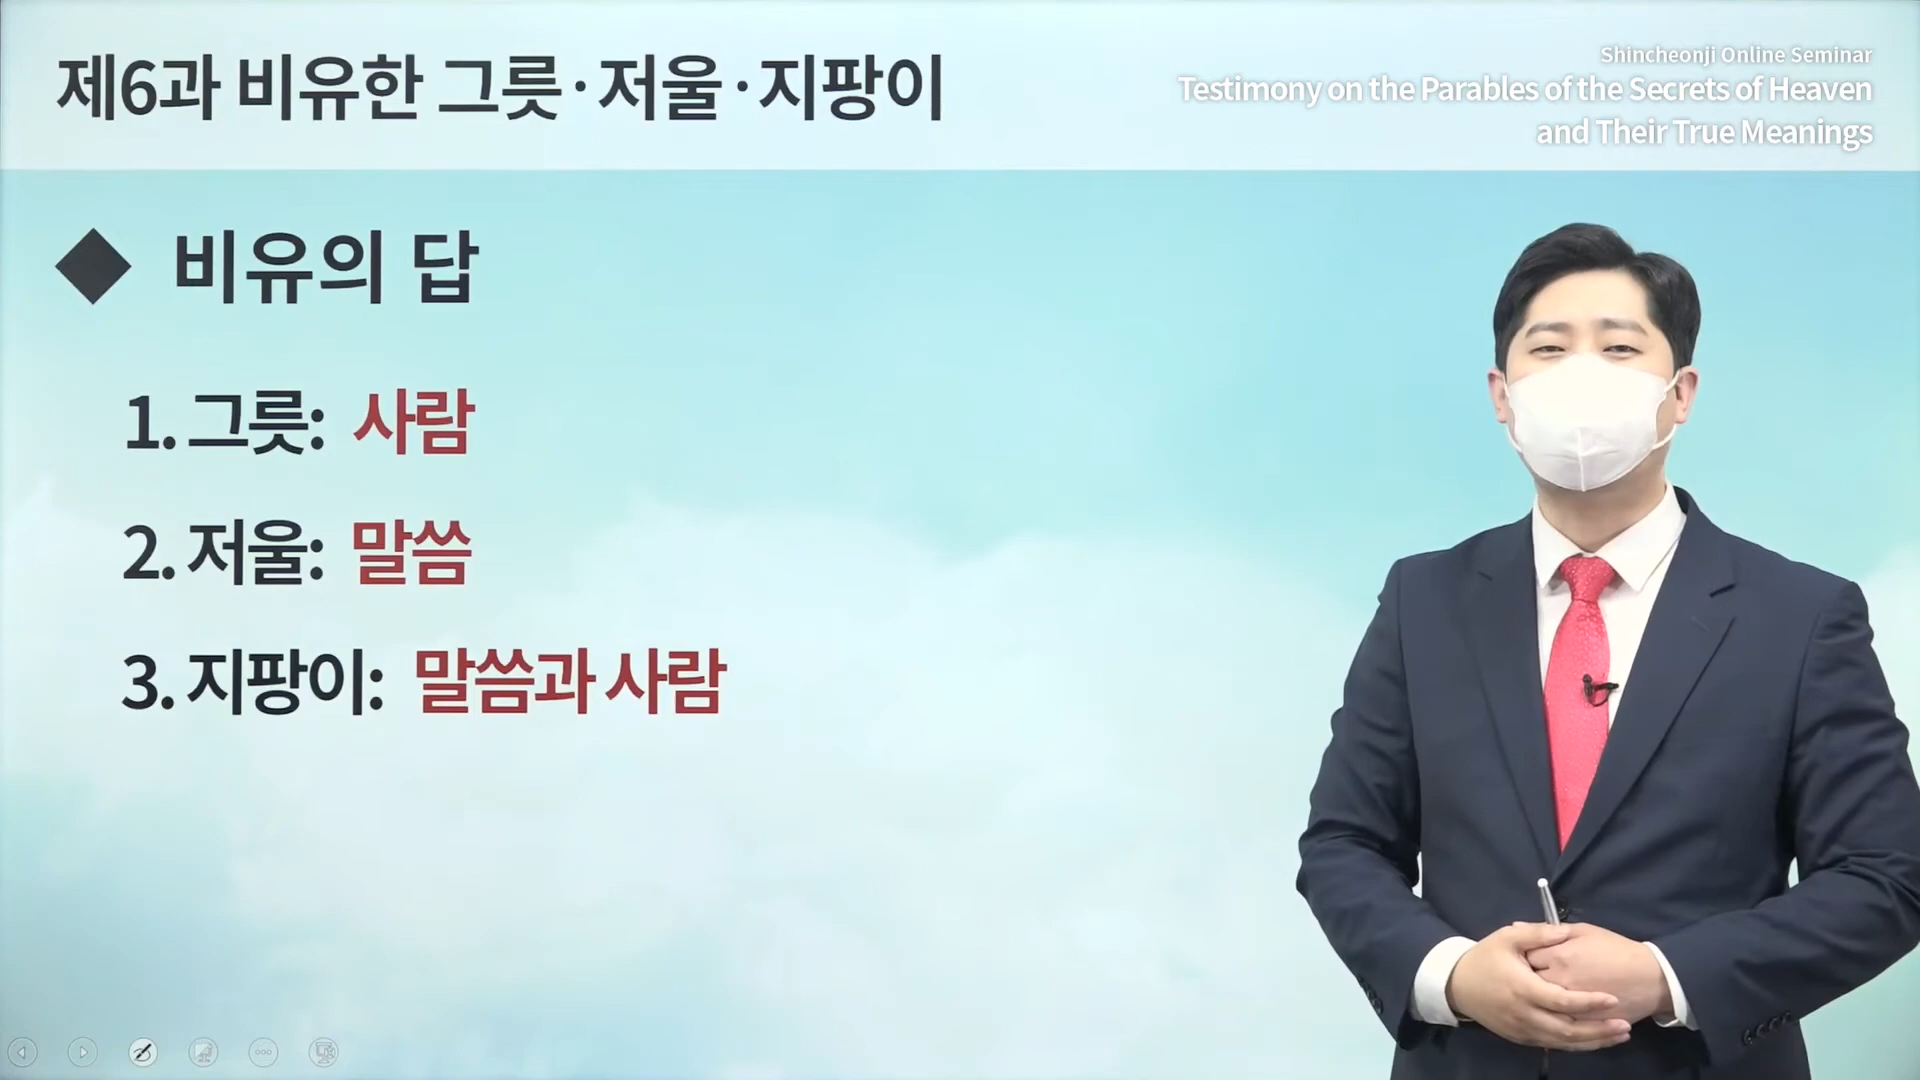 제6과 비유한 그릇·저울·지팡이
Shincheonji Online Seminar
Testimony on the Parables of the Secrets of Heaven
and Their True Meanings
◆ 비유의 답
1. 그릇: 사람
2. 저울: 말씀
3. 지팡이: 말씀과 사람